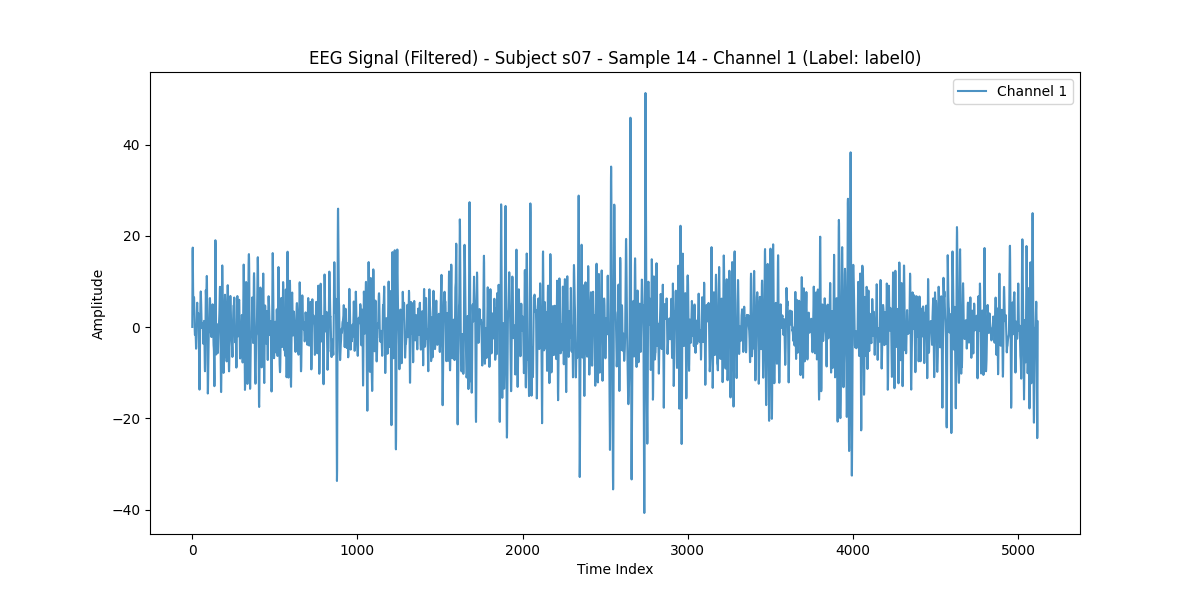 EEG Signal (Filtered) - Subject s07 - Sample 14 - Channel 1 (Label: label0)
Channel 1
Amplitude
40
20
0
−20
−40
0 1000 2000 3000 4000 5000
Time Index